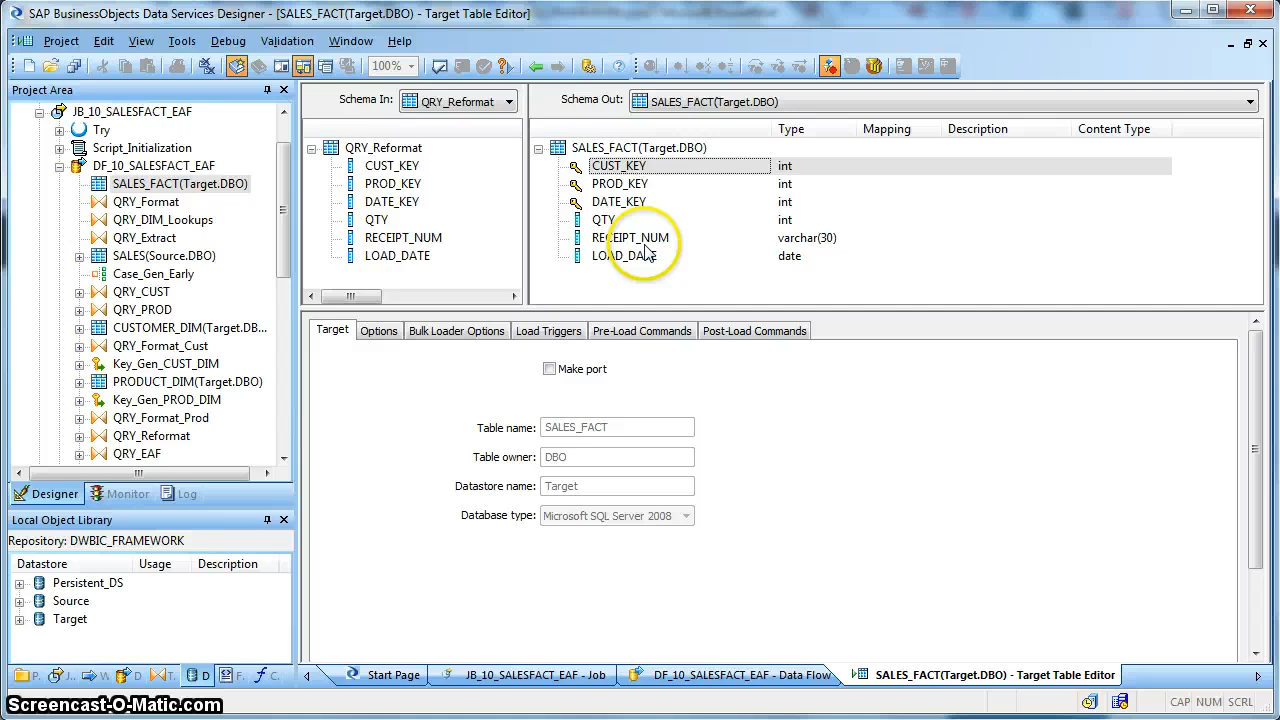 SAP BusinessObjects Data Services Designer - [SALES_FACT(Target.DBO) - Target Table Editor]
Project Edit View Tools Debug Validation Window Help
100%
Project Area
JB_10_SALESFACT_EAF
Try
Script_Initialization
DF_10_SALESFACT_EAF
SALES_FACT(Target.DBO)
QRY_Format
QRY_DIM_Lookups
QRY_Extract
SALES(Source.DBO)
Case_Gen_Early
QRY_CUST
QRY_PROD
CUSTOMER_DIM(Target.DB...
QRY_Format_Cust
Key_Gen_CUST_DIM
PRODUCT_DIM(Target.DBO)
Key_Gen_PROD_DIM
QRY_Format_Prod
QRY_Reformat
QRY_EAF
Designer Monitor Log
Local Object Library
Repository: DWBIC_FRAMEWORK
Datastore Usage Description
Persistent_DS
Source
Target
P.. J.. W T.. D F.. C..
Schema In: QRY_Reformat
QRY_Reformat
CUST_KEY
PROD_KEY
DATE_KEY
QTY
RECEIPT_NUM
LOAD_DATE
Schema Out: SALES_FACT(Target.DBO)
Type Mapping Description Content Type
SALES_FACT(Target.DBO)
CUST_KEY int
PROD_KEY int
DATE_KEY int
QTY int
RECEIPT_NUM varchar(30)
LOAD_DATE date
Target Options Bulk Loader Options Load Triggers Pre-Load Commands Post-Load Commands
Make port
Table name: SALES_FACT
Table owner: DBO
Datastore name: Target
Database type: Microsoft SQL Server 2008
Start Page JB_10_SALESFACT_EAF - Job DF_10_SALESFACT_EAF - Data Flow SALES_FACT(Target.DBO) - Target Table Editor
CAP NUM SCRL
Screencast-O-Matic.com